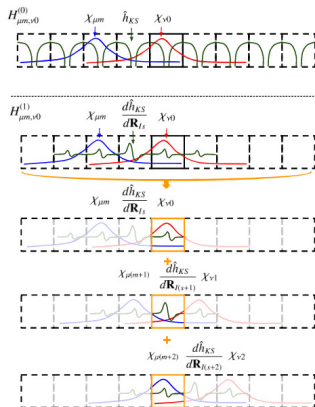 H^{(0)}_{μm,ν0} χ_{μm} ĥ_{KS} χ_{ν0}
H^{(1)}_{μm,ν0} χ_{μm} dĥ_{KS}/dR_{Is} χ_{ν0}
χ_{μm} dĥ_{KS}/dR_{Is} χ_{ν0}
+
χ_{μ(m+1)} dĥ_{KS}/dR_{I(s+1)} χ_{ν1}
+
χ_{μ(m+2)} dĥ_{KS}/dR_{I(s+2)} χ_{ν2}